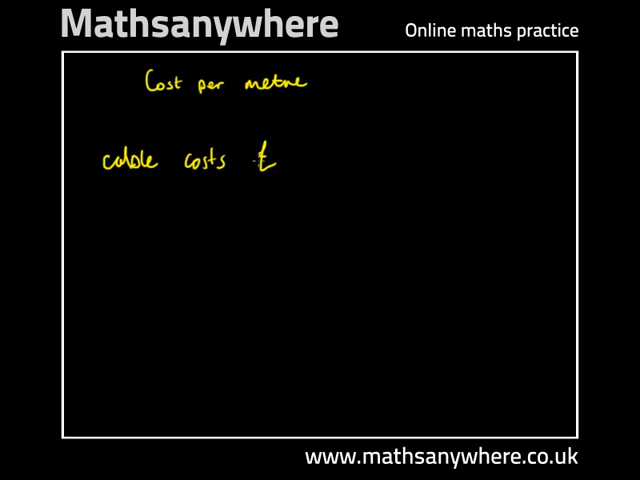 Mathsanywhere
Online maths practice
Cost per metre
cable costs £
www.mathsanywhere.co.uk